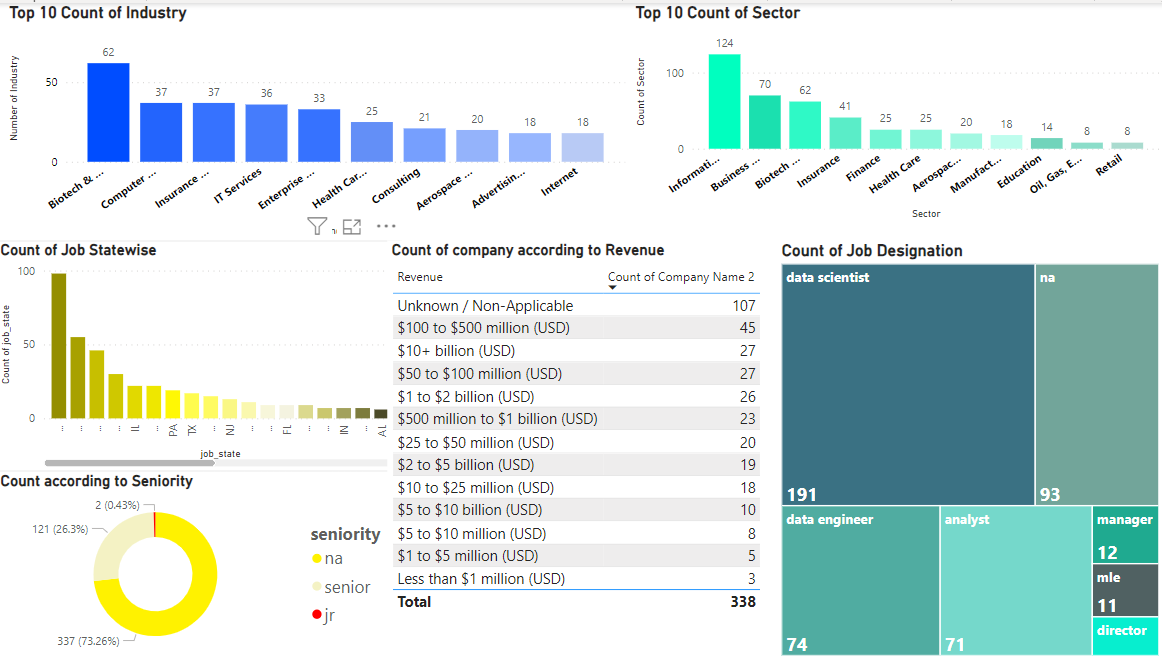 Top 10 Count of Industry
Number of Industry
50
0
62
37
37
36
33
25
21
20
18
18
Biotech & ...
Computer ...
Insurance ...
IT Services
Enterprise ...
Health Car...
Consulting
Aerospace ...
Advertisin...
Internet
Top 10 Count of Sector
Count of Sector
100
0
124
70
62
41
25
25
20
18
14
8
8
Informati...
Business ...
Biotech ...
Insurance
Finance
Health Care
Aerospac...
Manufact...
Education
Oil, Gas, E...
Retail
Sector
Count of Job Statewise
Count of job_state
100
50
0
...
...
...
...
IL
...
PA
TX
...
NJ
...
...
FL
...
...
IN
...
AL
job_state
Count of company according to Revenue
Revenue Count of Company Name 2
Unknown / Non-Applicable 107
$100 to $500 million (USD) 45
$10+ billion (USD) 27
$50 to $100 million (USD) 27
$1 to $2 billion (USD) 26
$500 million to $1 billion (USD) 23
$25 to $50 million (USD) 20
$2 to $5 billion (USD) 19
$10 to $25 million (USD) 18
$5 to $10 billion (USD) 10
$5 to $10 million (USD) 8
$1 to $5 million (USD) 5
Less than $1 million (USD) 3
Total 338
Count of Job Designation
data scientist
191
na
93
data engineer
74
analyst
71
manager
12
mle
11
director
Count according to Seniority
2 (0.43%)
121 (26.3%)
337 (73.26%)
seniority
na
senior
jr